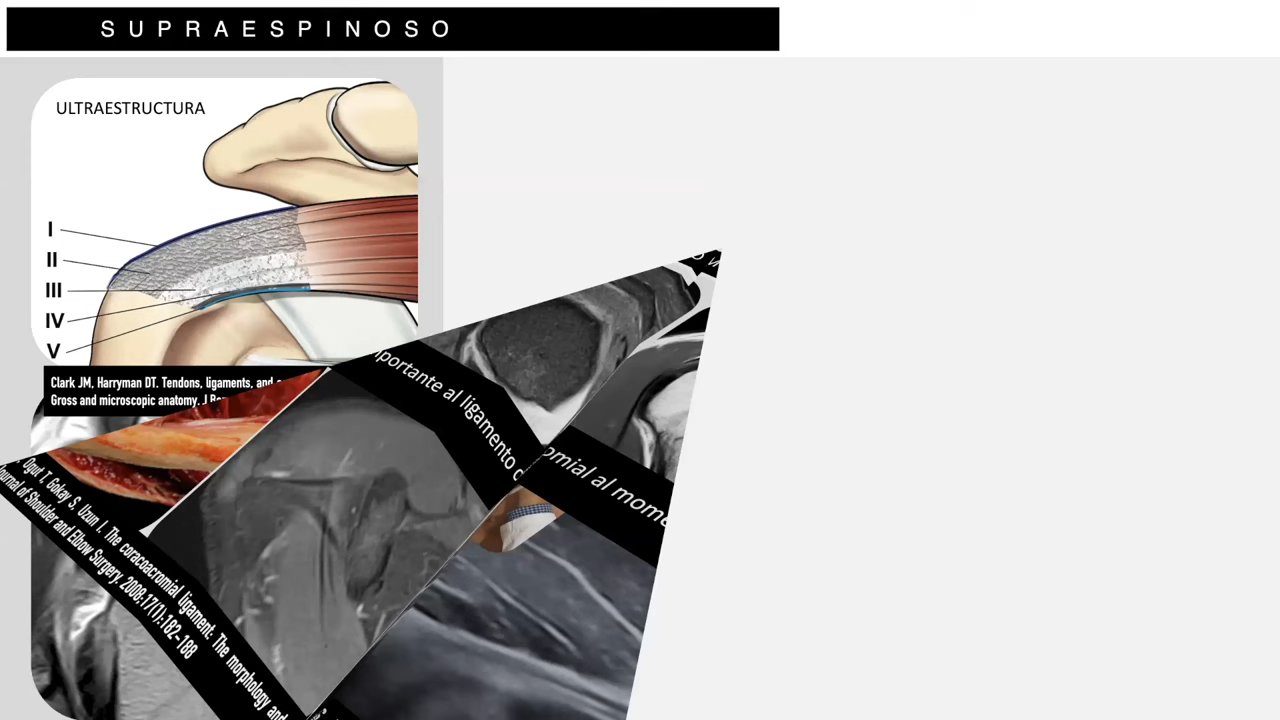 SUPRAESPINOSO
ULTRAESTRUCTURA
I
II
III
IV
V
Clark JM, Harryman DT. Tendons, ligaments, and
Gross and microscopic anatomy. J
portante al ligamento
omial al mom
Ogut T, Gokay S, Uzun I. The coracoacromial ligament: The morphology and
Journal of Shoulder and Elbow Surgery. 2008;17(1):182-188